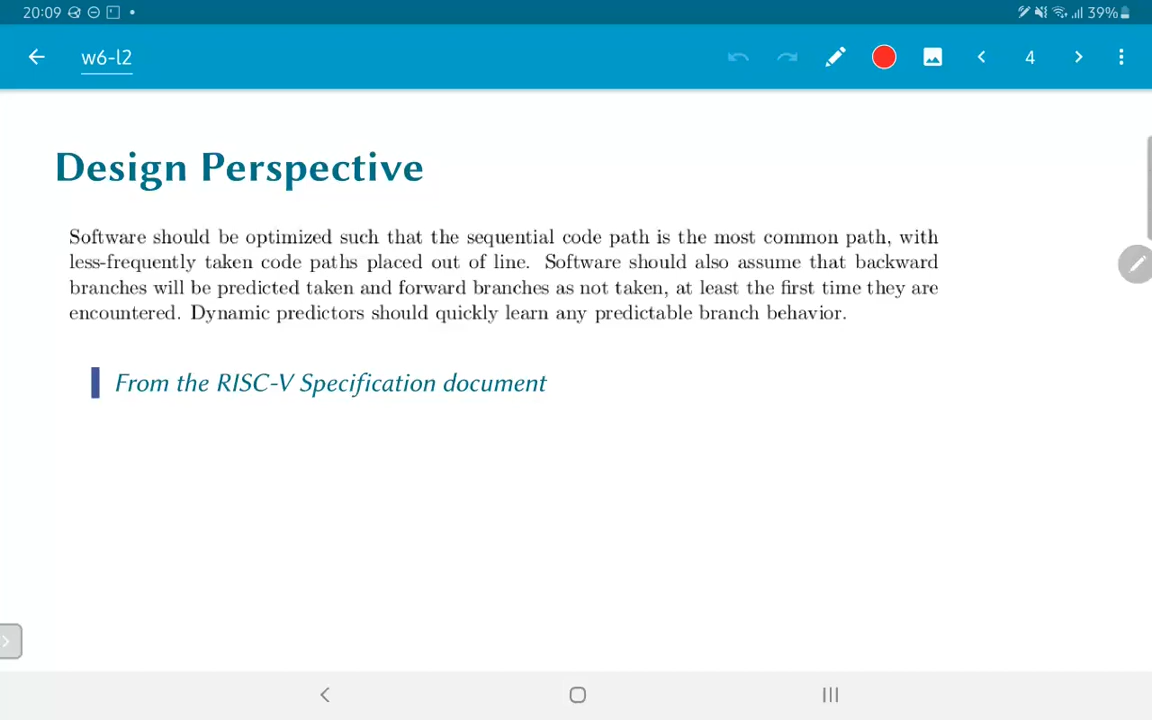 20:09
39%
w6-l2
4
Design Perspective
Software should be optimized such that the sequential code path is the most common path, with
less-frequently taken code paths placed out of line. Software should also assume that backward
branches will be predicted taken and forward branches as not taken, at least the first time they are
encountered. Dynamic predictors should quickly learn any predictable branch behavior.
From the RISC-V Specification document